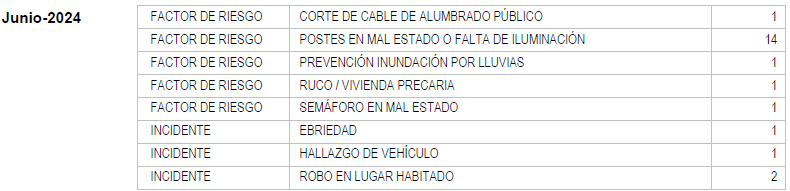 Junio-2024
FACTOR DE RIESGO CORTE DE CABLE DE ALUMBRADO PÚBLICO 1
FACTOR DE RIESGO POSTES EN MAL ESTADO O FALTA DE ILUMINACIÓN 14
FACTOR DE RIESGO PREVENCIÓN INUNDACIÓN POR LLUVIAS 1
FACTOR DE RIESGO RUCO / VIVIENDA PRECARIA 1
FACTOR DE RIESGO SEMÁFORO EN MAL ESTADO 1
INCIDENTE EBRIEDAD 1
INCIDENTE HALLAZGO DE VEHÍCULO 1
INCIDENTE ROBO EN LUGAR HABITADO 2